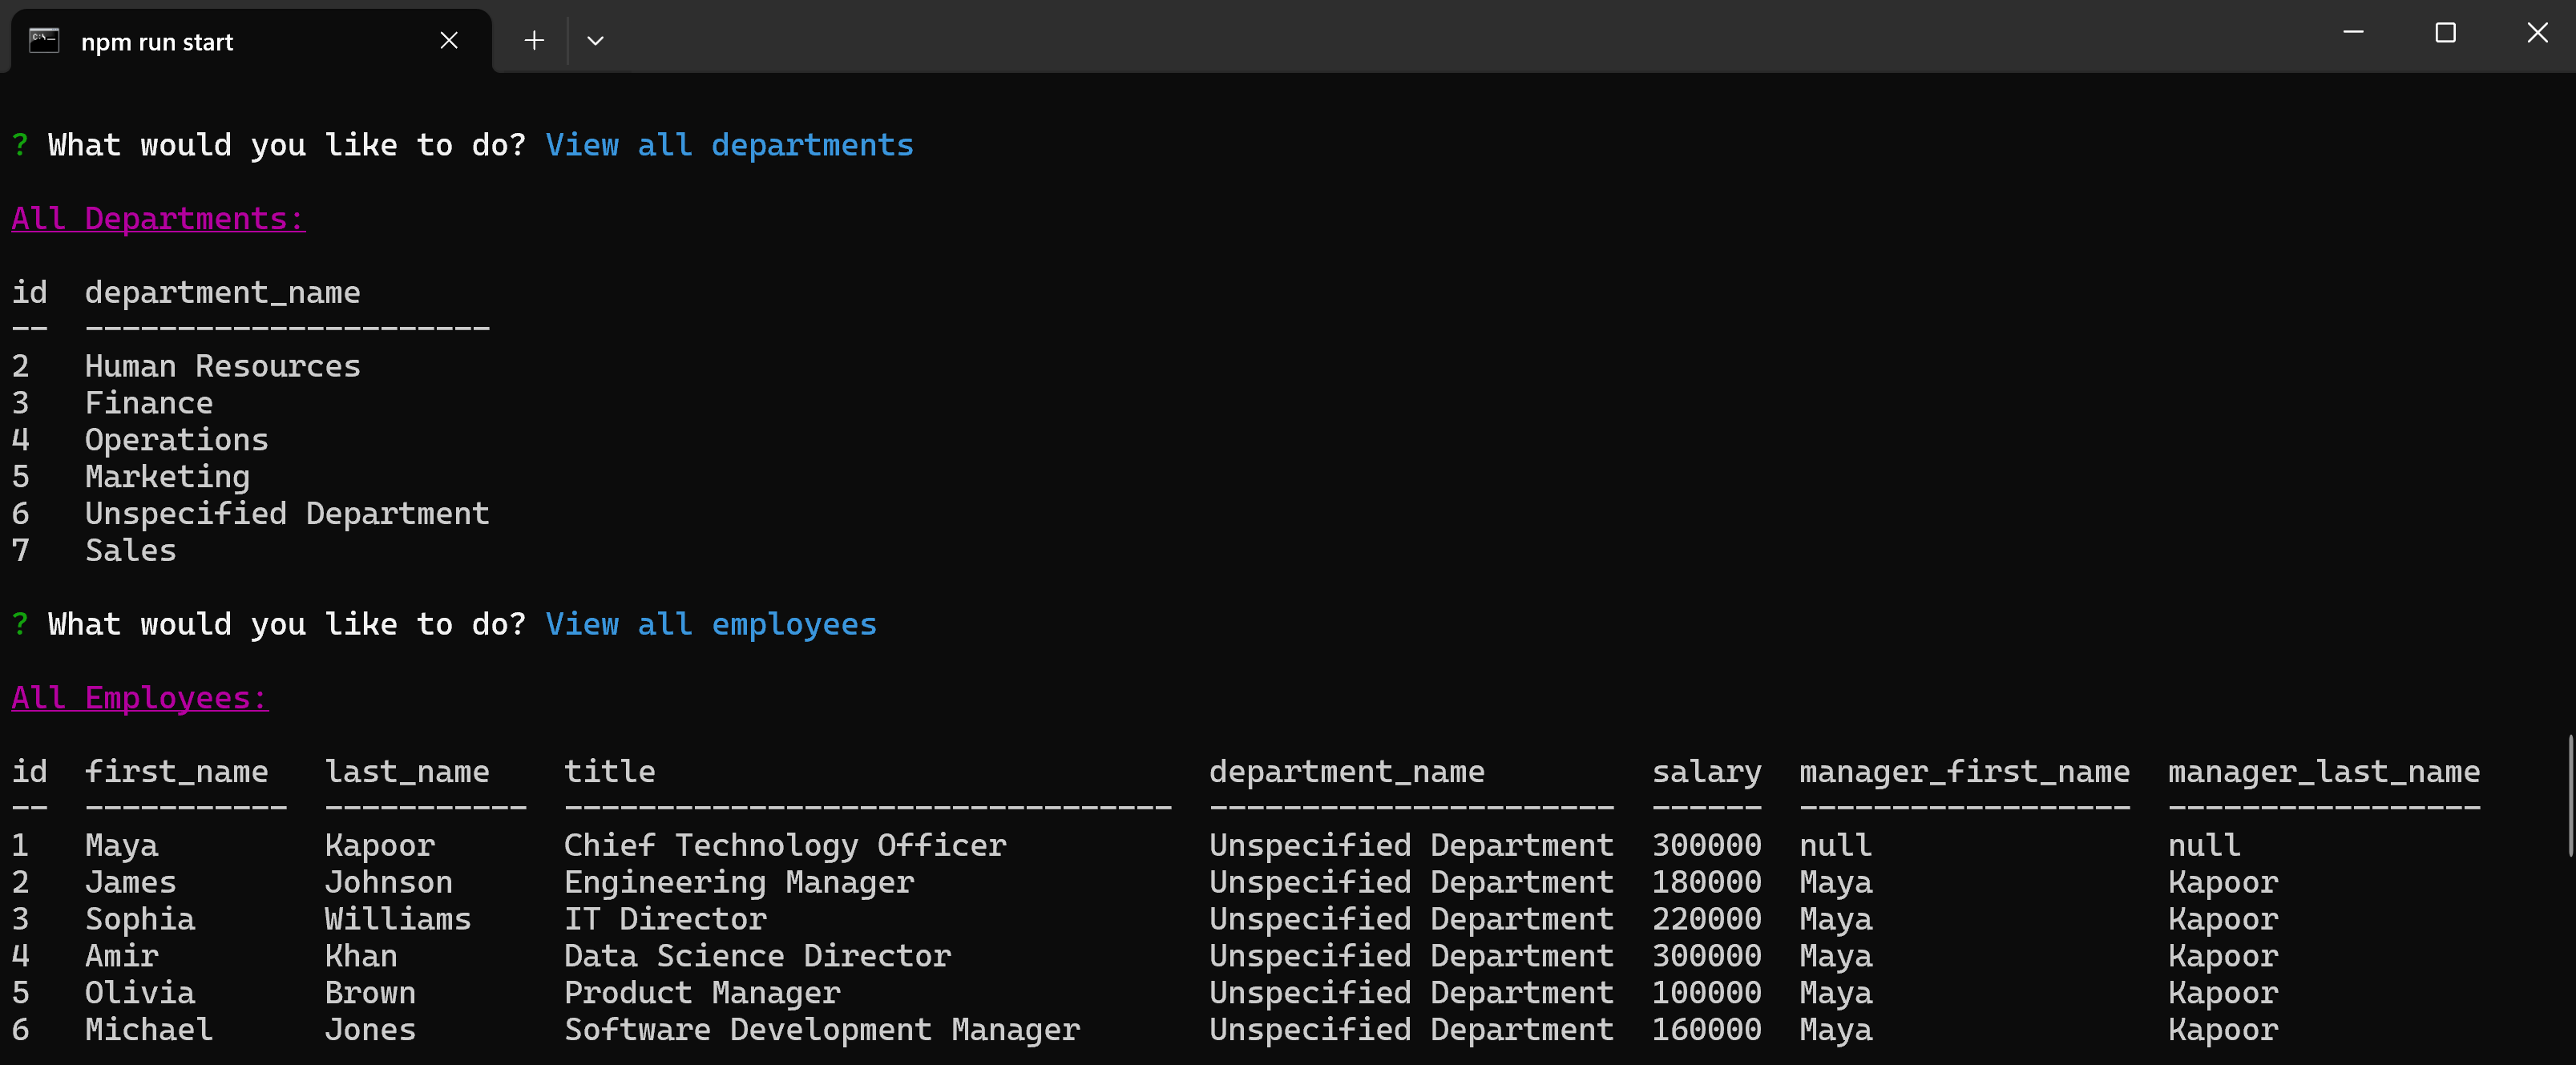 npm run start
? What would you like to do? View all departments
All Departments:
id  department_name
--  ----------------------
2   Human Resources
3   Finance
4   Operations
5   Marketing
6   Unspecified Department
7   Sales
? What would you like to do? View all employees
All Employees:
id  first_name   last_name    title                              department_name         salary  manager_first_name  manager_last_name
--  -----------  -----------  ---------------------------------  ----------------------  ------  ------------------  -----------------
1   Maya         Kapoor       Chief Technology Officer           Unspecified Department  300000  null                null
2   James        Johnson      Engineering Manager                Unspecified Department  180000  Maya                Kapoor
3   Sophia       Williams     IT Director                        Unspecified Department  220000  Maya                Kapoor
4   Amir         Khan         Data Science Director              Unspecified Department  300000  Maya                Kapoor
5   Olivia       Brown        Product Manager                    Unspecified Department  100000  Maya                Kapoor
6   Michael      Jones        Software Development Manager       Unspecified Department  160000  Maya                Kapoor